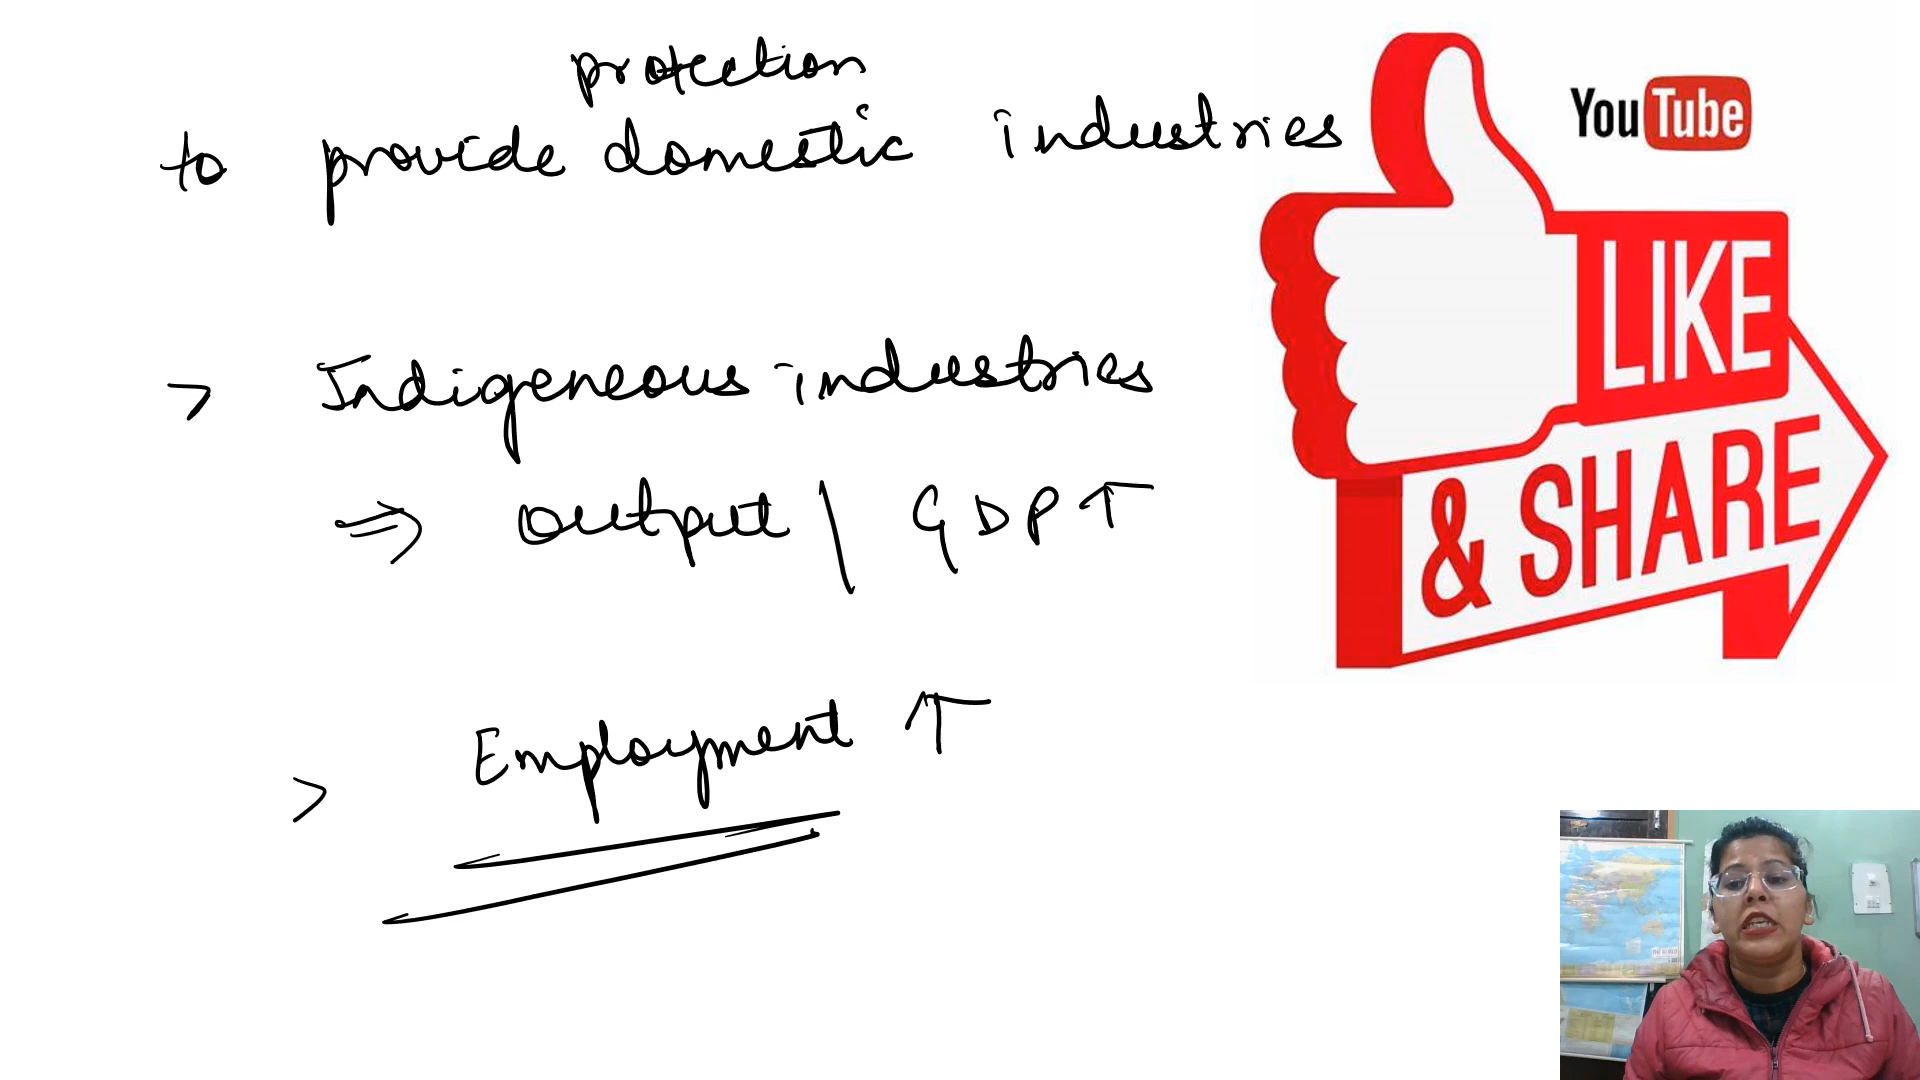 protection
to provide domestic industries
> Indigeneous industries
⇒ output | GDP ↑
> Employment ↑
YouTube
LIKE
& SHARE